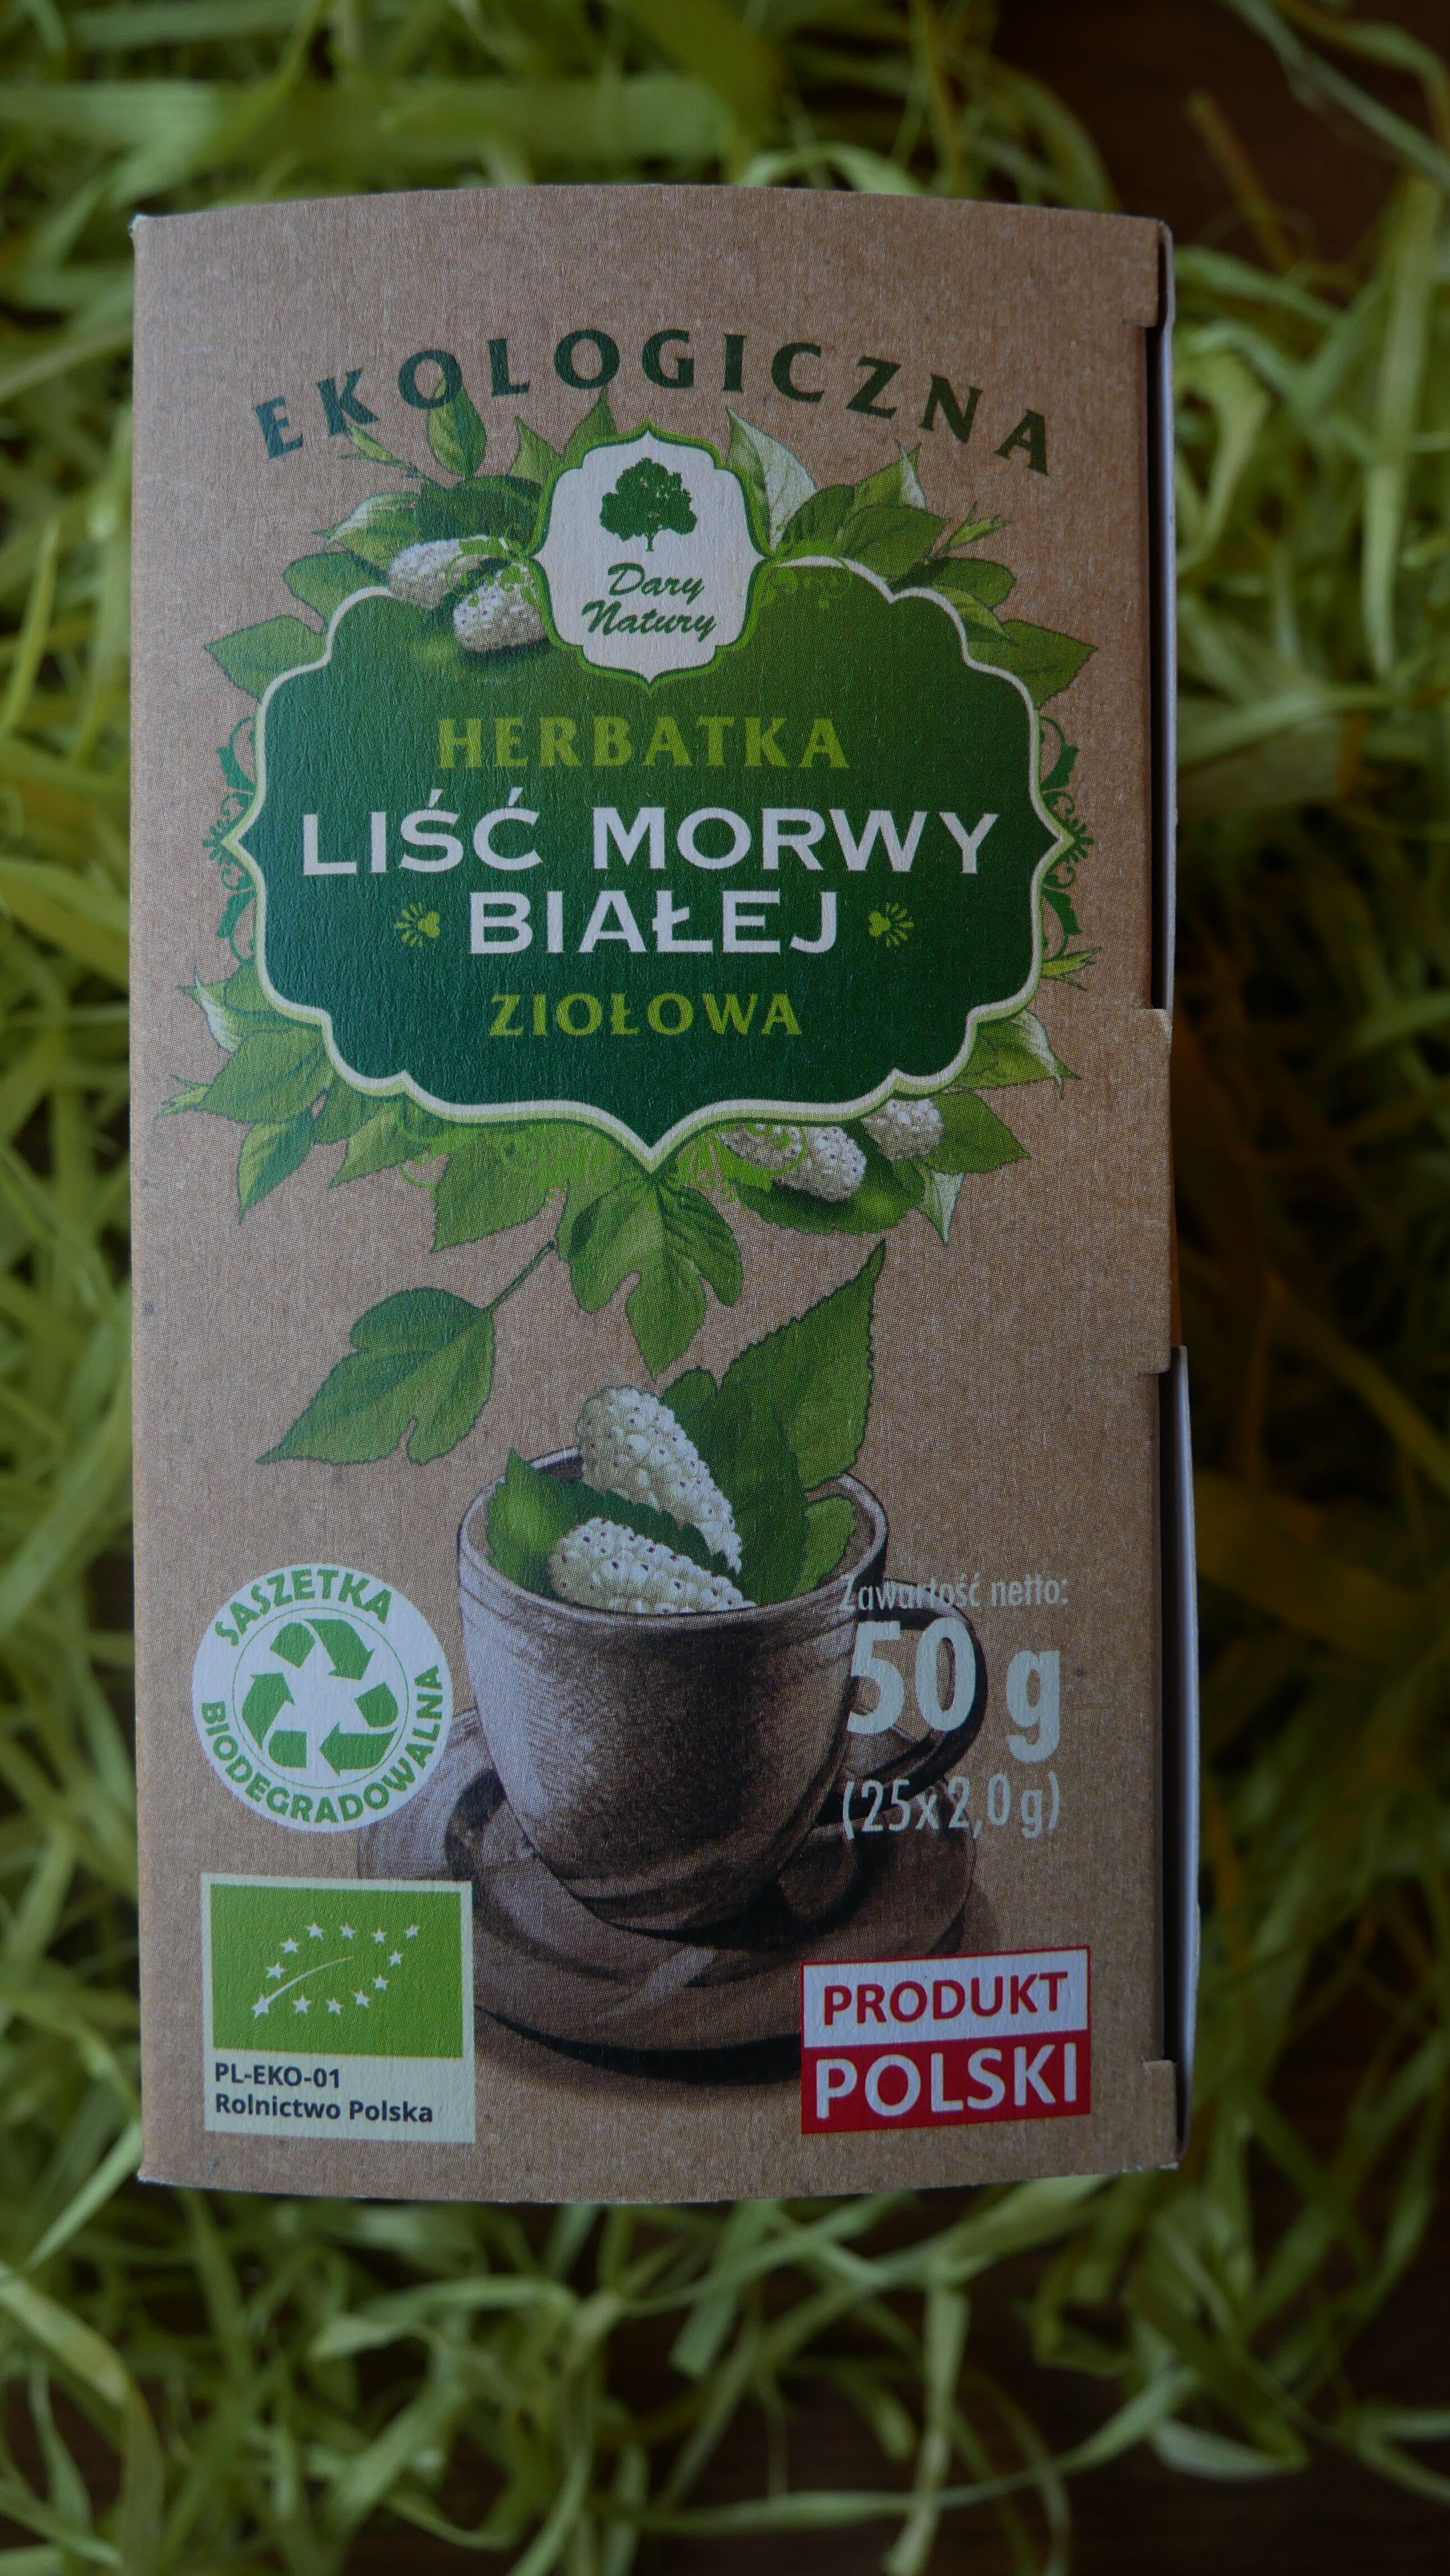 EKOLOGICZNA
Dary
Natury
HERBATKA
LIŚĆ MORWY
BIAŁEJ
ZIOŁOWA
Zawartość netto:
50 g
(25x2,0g)
SASZETKA
BIODEGRADOWALNA
PL-EKO-01
Rolnictwo Polska
PRODUKT
POLSKI